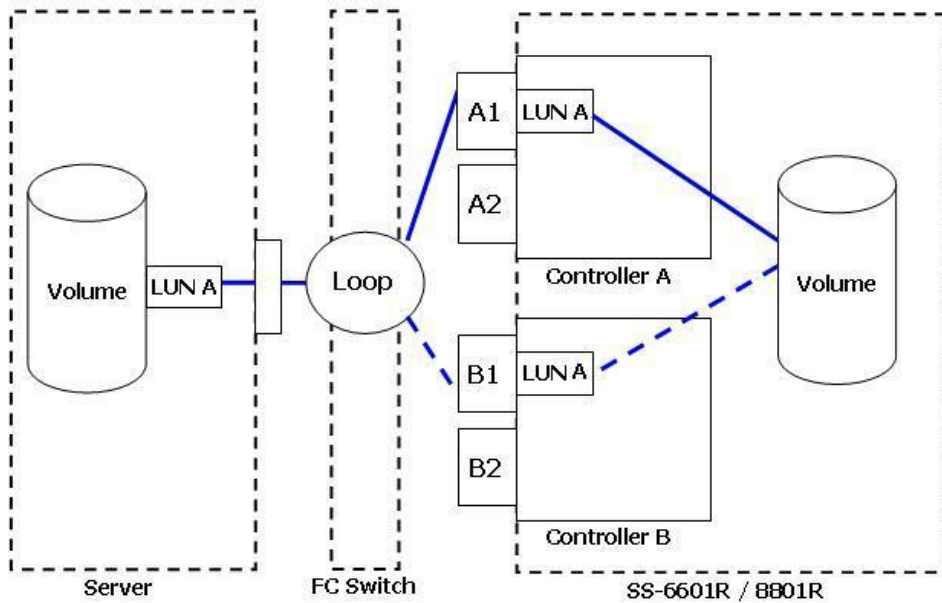 A1
LUN A
A2
Controller A
Volume
LUN A
Loop
Volume
B1
LUN A
B2
Controller B
Server
FC Switch
SS-6601R / 8801R